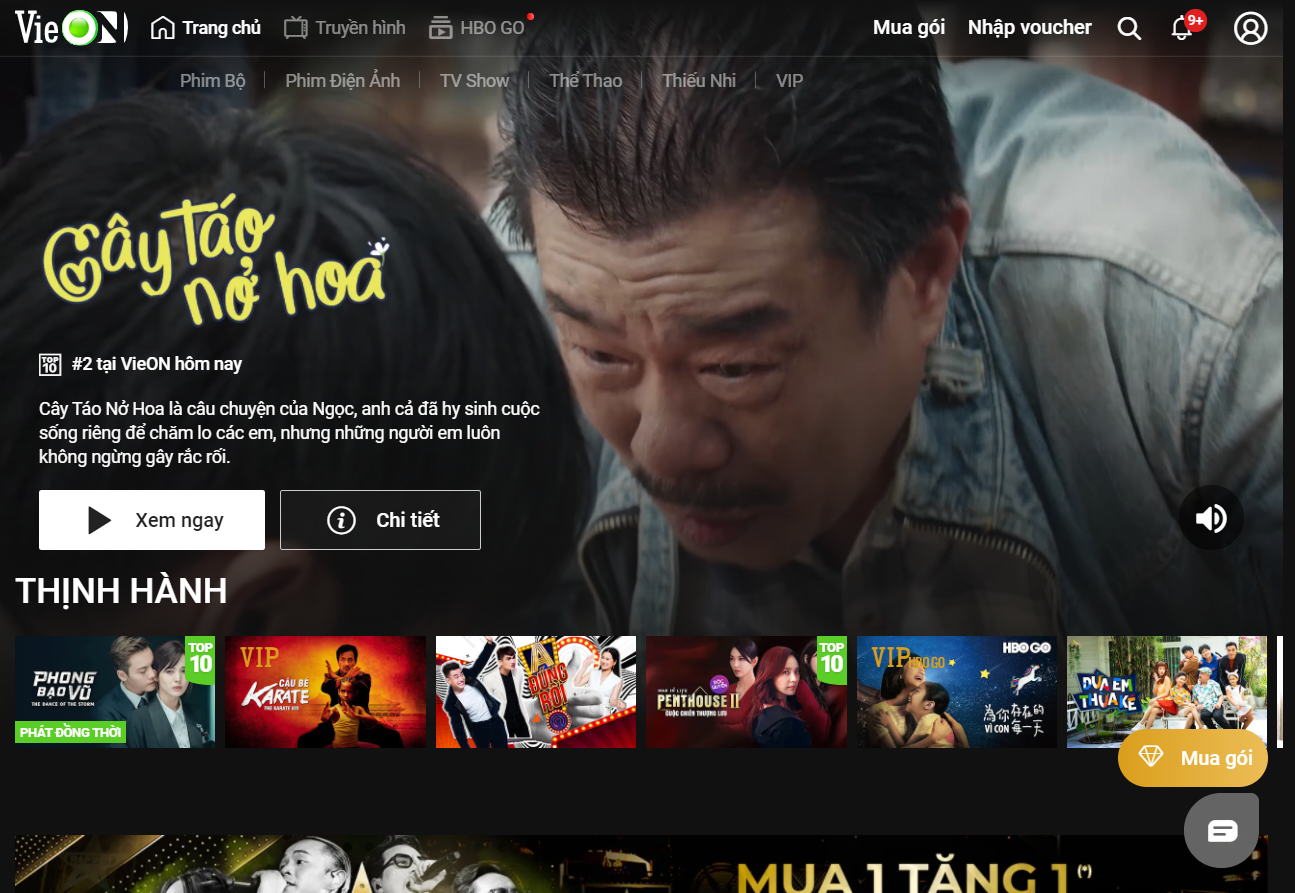 VieON
Trang chủ
Truyền hình
HBO GO
Mua gói
Nhập voucher
9+
Phim Bộ
Phim Điện Ảnh
TV Show
Thể Thao
Thiếu Nhi
VIP
Cây táo
nở hoa
TOP
10
#2 tại VieON hôm nay
Cây Táo Nở Hoa là câu chuyện của Ngọc, anh cả đã hy sinh cuộc
sống riêng để chăm lo các em, nhưng những người em luôn
không ngừng gây rắc rối.
Xem ngay
Chi tiết
THỊNH HÀNH
PHONG
BẠO VŨ
THE DANCE OF THE STORM
PHÁT ĐỒNG THỜI
TOP
10
VIP
CẬU BÉ
KARATE
THE KARATE KID
A
ĐÚNG
RỒI
ĐỘC
QUYỀN
PENTHOUSE II
CUỘC CHIẾN THƯỢNG LƯU
TOP
10
VIP
HBO GO
HBO GO
為你存在的
VÌ CON 每一天
ĐƯA EM
THUA KE
Mua gói
MUA 1 TẶNG 1(*)